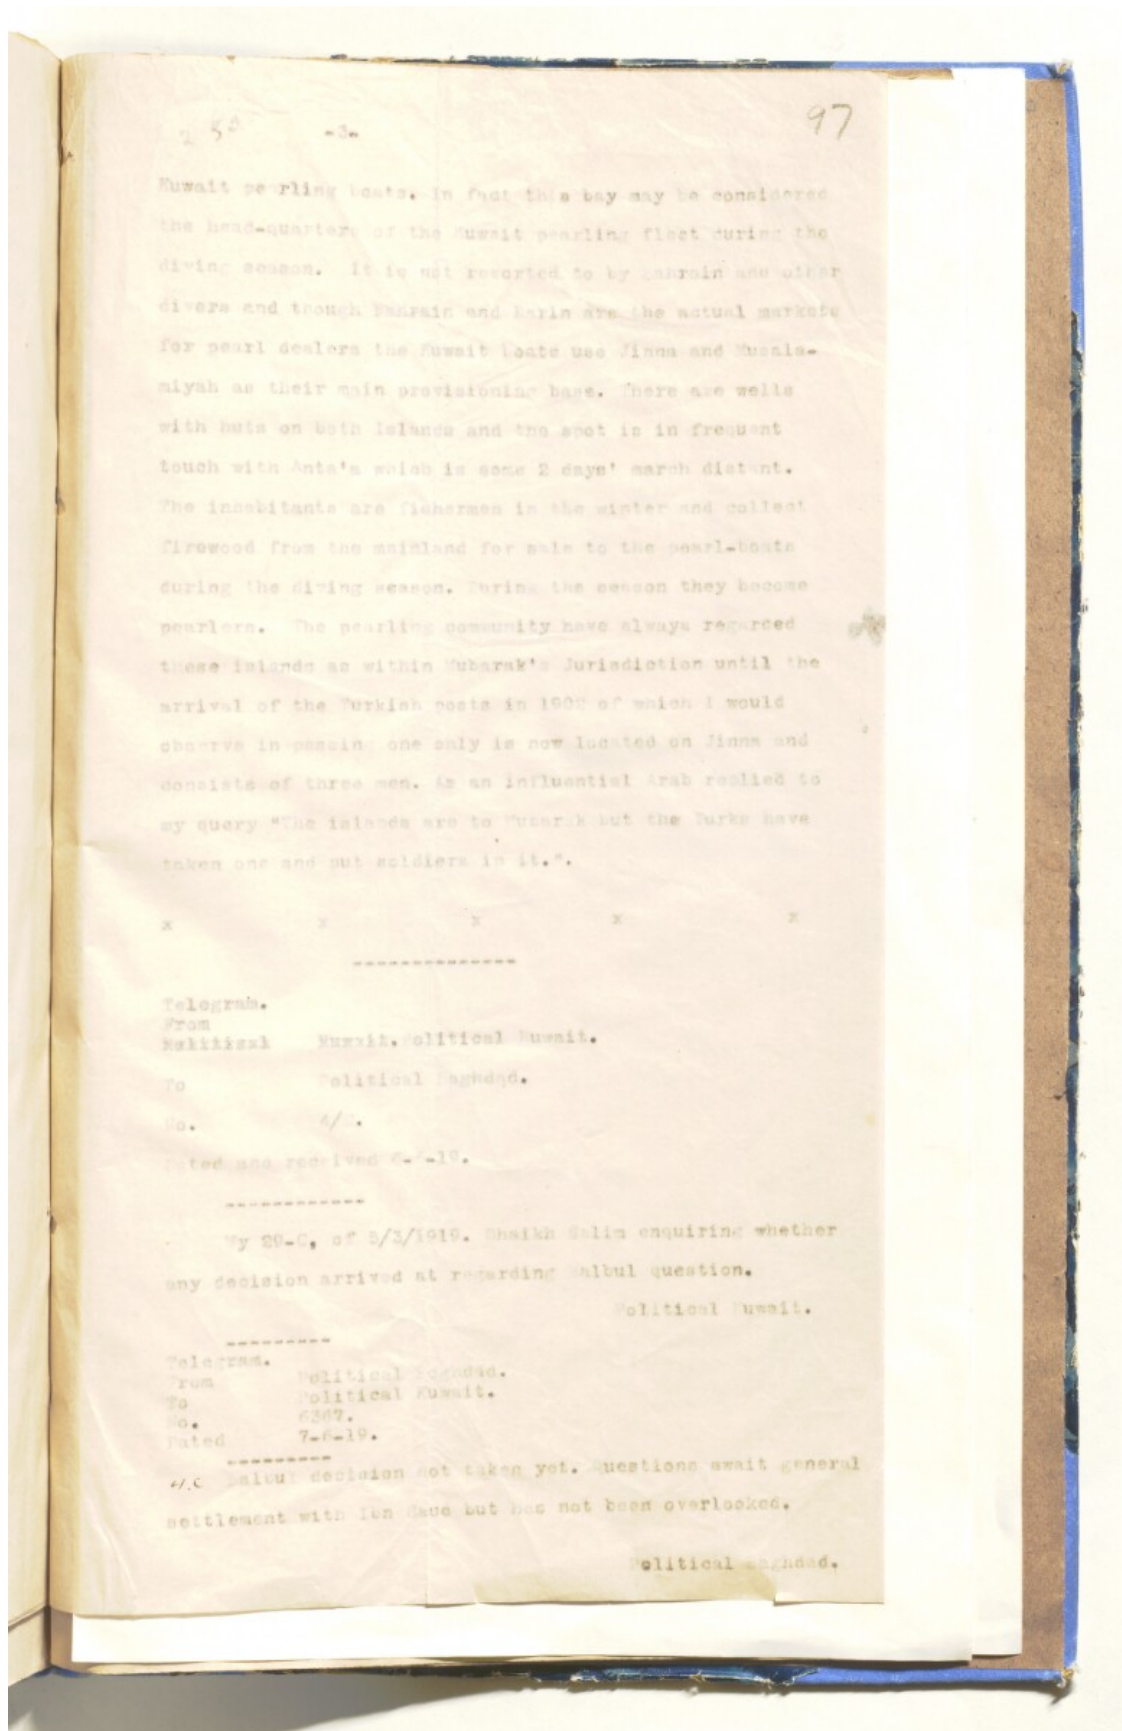 97
-3-
Kuwait pearling boats. In fact this bay may be considered
the head-quarters of the Kuwait pearling fleet during the
diving season. It is not resorted to by Bahrain and other
divers and though Bahrain and Darin are the actual markets
for pearl dealers the Kuwait boats use Jinna and Musala-
miyah as their main provisioning base. There are wells
with huts on both islands and the spot is in frequent
touch with Anta's which is some 2 days' march distant.
The inhabitants are fishermen in the winter and collect
firewood from the mainland for sale to the pearl-boats
during the diving season. During the season they become
pearlers. The pearling community have always regarded
these islands as within Mubarak's Jurisdiction until the
arrival of the Turkish posts in 1902 of which I would
observe in passing one only is now located on Jinna and
consists of three men. As an influential Arab replied to
my query "The islands are to Mubarak but the Turks have
taken one and put soldiers in it.".
x x x x x
--------------
Telegram.
From
Political Kuwait. Political Kuwait.
To Political Baghdad.
No.
Dated and received
------------
My 29-C, of 5/3/1919. Shaikh Salim enquiring whether
any decision arrived at regarding Balbul question.
Political Kuwait.
---------
Telegram.
From Political Baghdad.
To Political Kuwait.
No. 6367.
Dated 7-6-19.
---------
4.C Balbul decision not taken yet. Questions await general
settlement with Ibn Saud but has not been overlooked.
Political Baghdad.